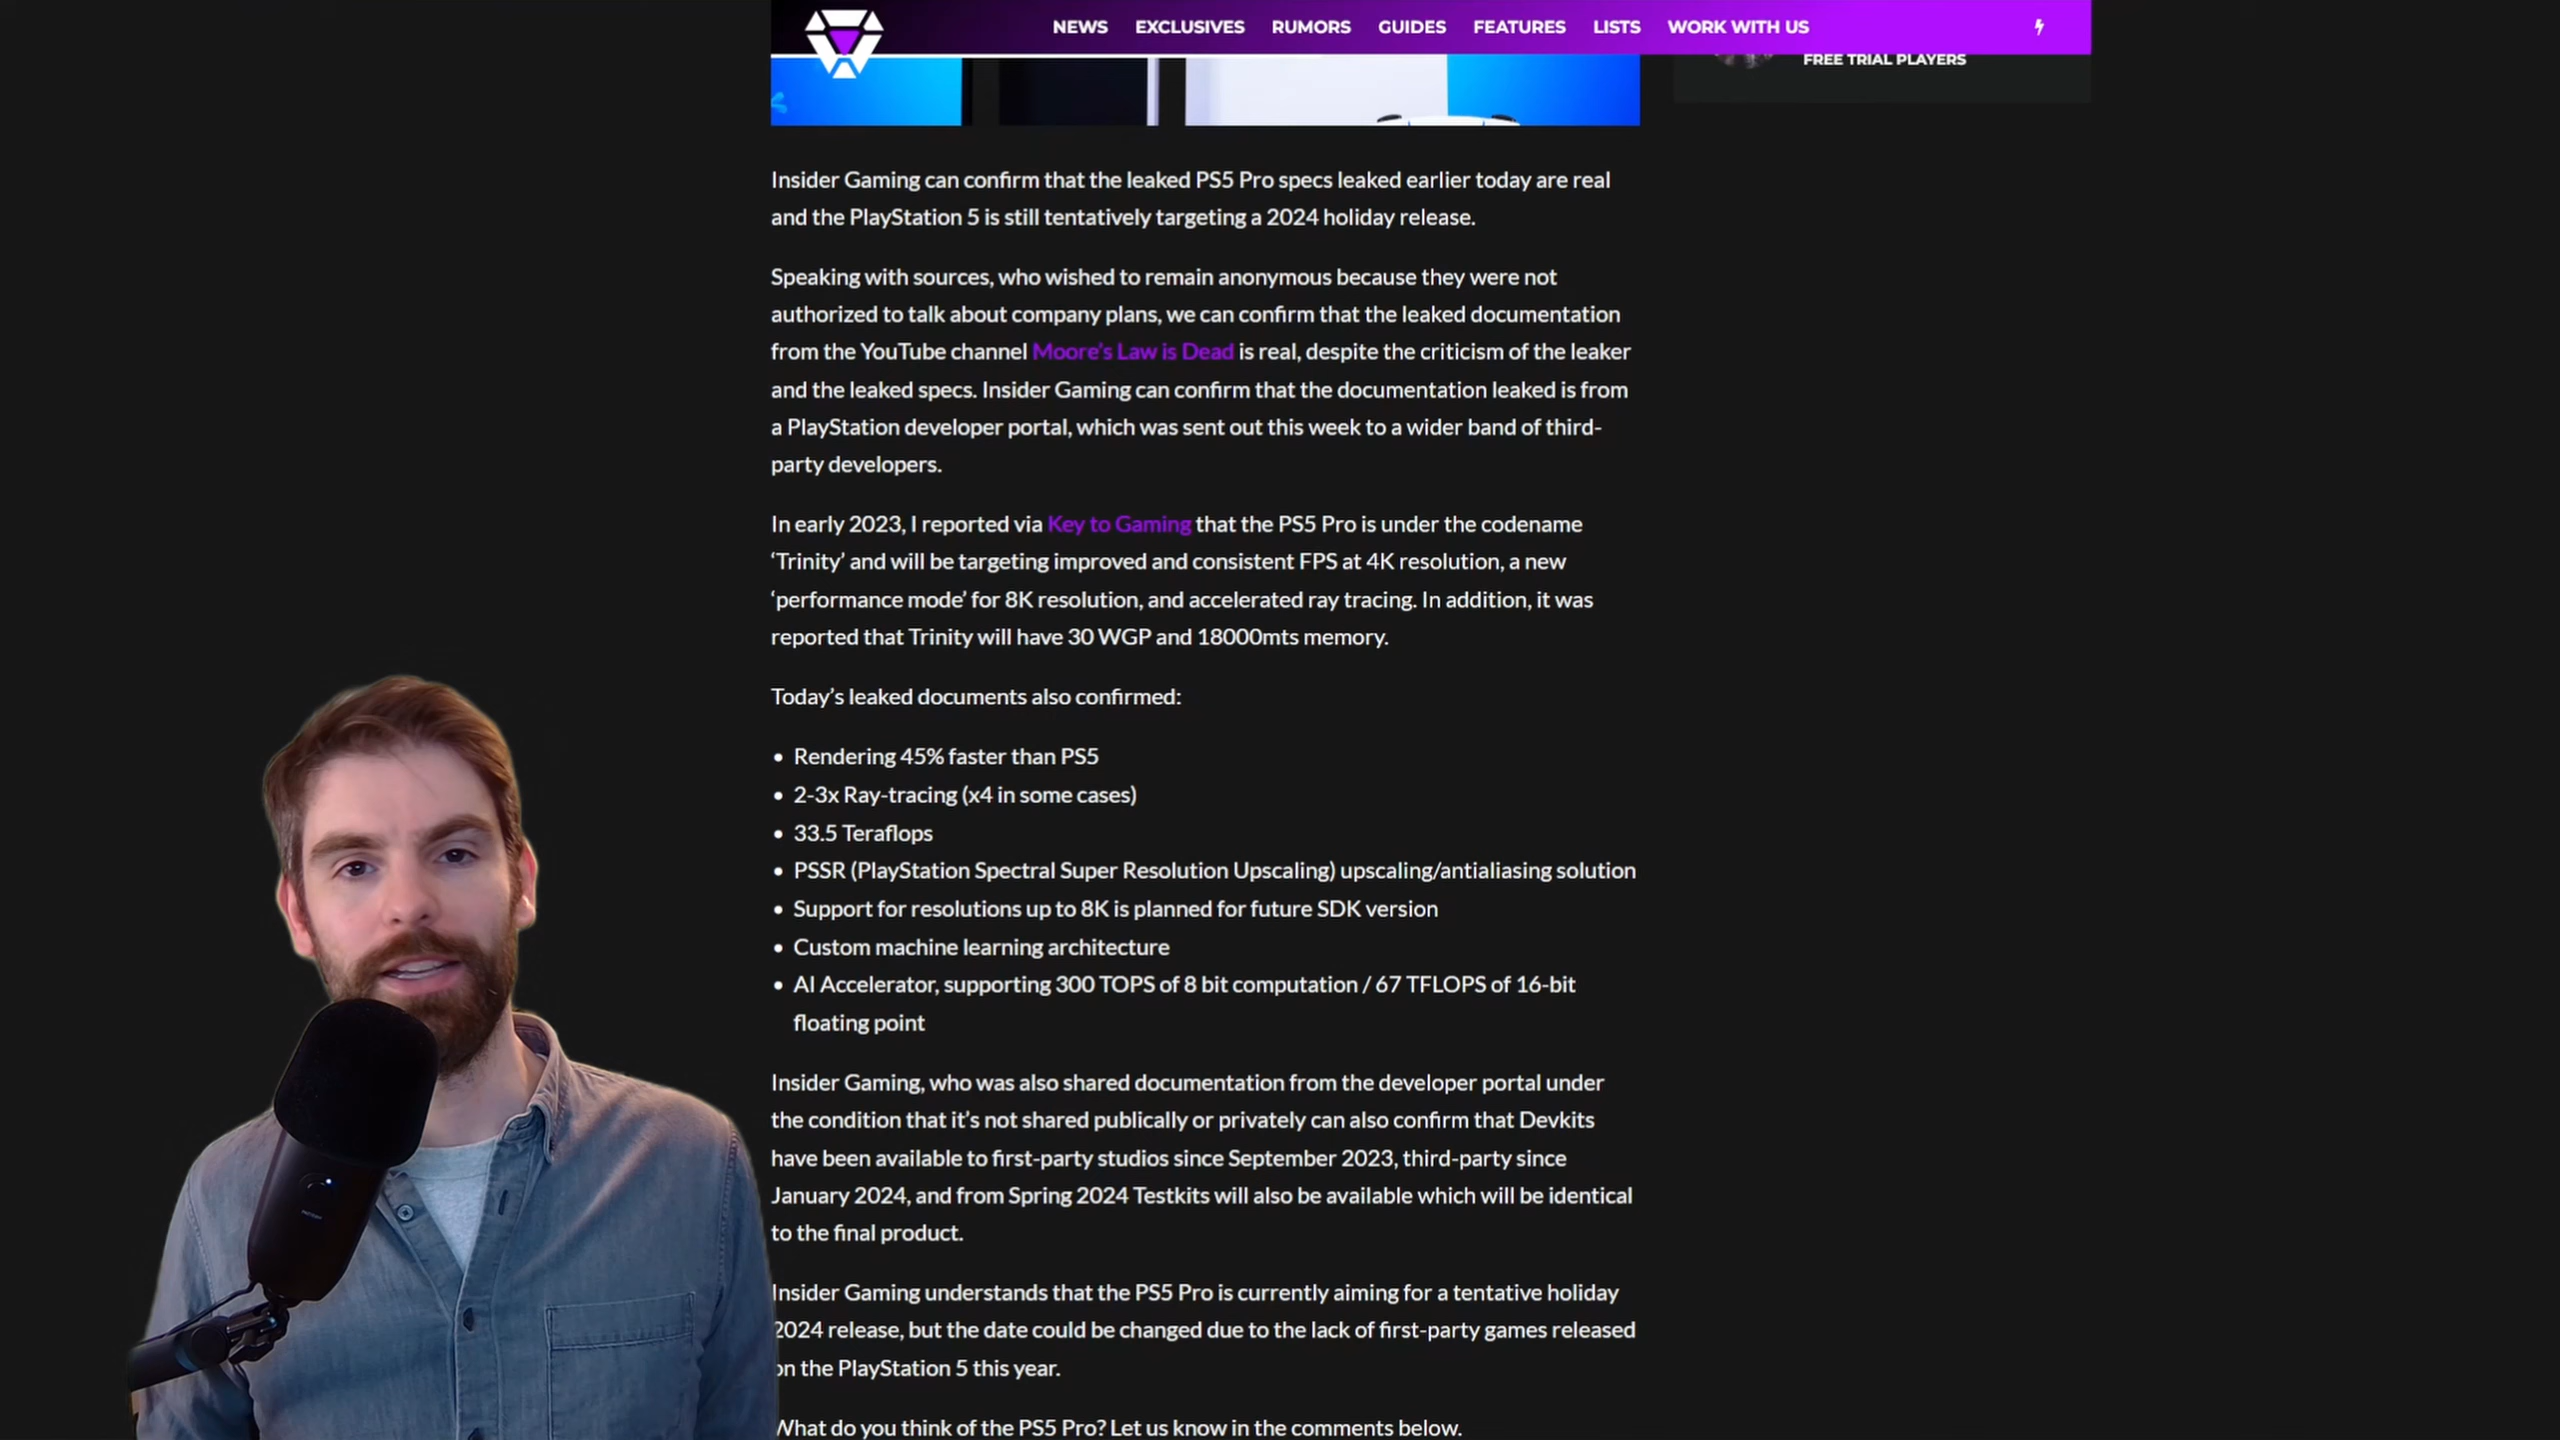 NEWS EXCLUSIVES RUMORS GUIDES FEATURES LISTS WORK WITH US
FREE TRIAL PLAYERS
Insider Gaming can confirm that the leaked PS5 Pro specs leaked earlier today are real
and the PlayStation 5 is still tentatively targeting a 2024 holiday release.
Speaking with sources, who wished to remain anonymous because they were not
authorized to talk about company plans, we can confirm that the leaked documentation
from the YouTube channel Moore's Law is Dead is real, despite the criticism of the leaker
and the leaked specs. Insider Gaming can confirm that the documentation leaked is from
a PlayStation developer portal, which was sent out this week to a wider band of third-
party developers.
In early 2023, I reported via Key to Gaming that the PS5 Pro is under the codename
‘Trinity’ and will be targeting improved and consistent FPS at 4K resolution, a new
‘performance mode’ for 8K resolution, and accelerated ray tracing. In addition, it was
reported that Trinity will have 30 WGP and 18000mts memory.
Today’s leaked documents also confirmed:
• Rendering 45% faster than PS5
• 2-3x Ray-tracing (x4 in some cases)
• 33.5 Teraflops
• PSSR (PlayStation Spectral Super Resolution Upscaling) upscaling/antialiasing solution
• Support for resolutions up to 8K is planned for future SDK version
• Custom machine learning architecture
• AI Accelerator, supporting 300 TOPS of 8 bit computation / 67 TFLOPS of 16-bit
floating point
Insider Gaming, who was also shared documentation from the developer portal under
the condition that it’s not shared publically or privately can also confirm that Devkits
have been available to first-party studios since September 2023, third-party since
January 2024, and from Spring 2024 Testkits will also be available which will be identical
to the final product.
Insider Gaming understands that the PS5 Pro is currently aiming for a tentative holiday
2024 release, but the date could be changed due to the lack of first-party games released
on the PlayStation 5 this year.
What do you think of the PS5 Pro? Let us know in the comments below.